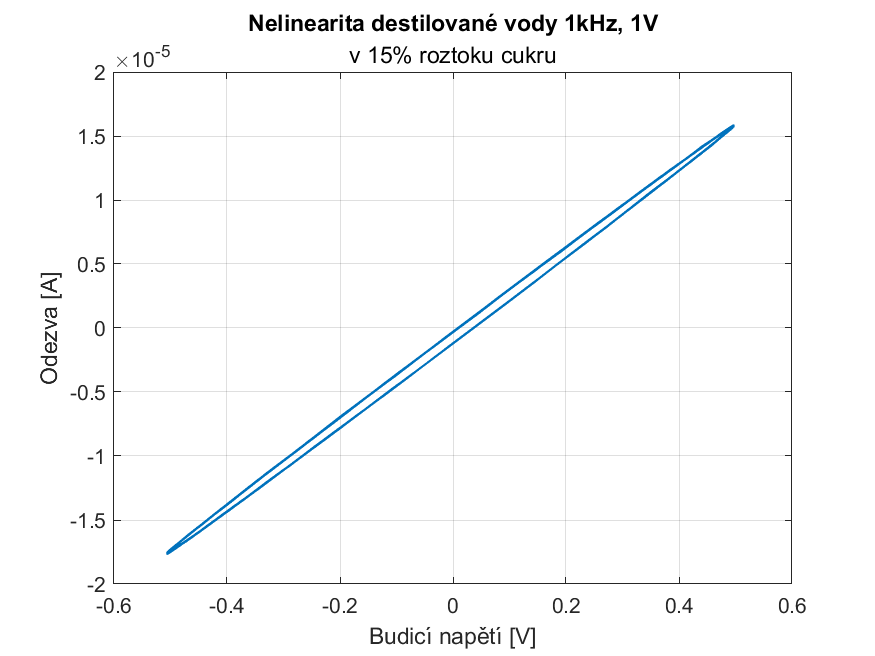 Nelinearita destilované vody 1kHz, 1V
v 15% roztoku cukru
×10-5
2
1.5
1
0.5
0
-0.5
-1
-1.5
-2
Odezva [A]
-0.6 -0.4 -0.2 0 0.2 0.4 0.6
Budicí napětí [V]